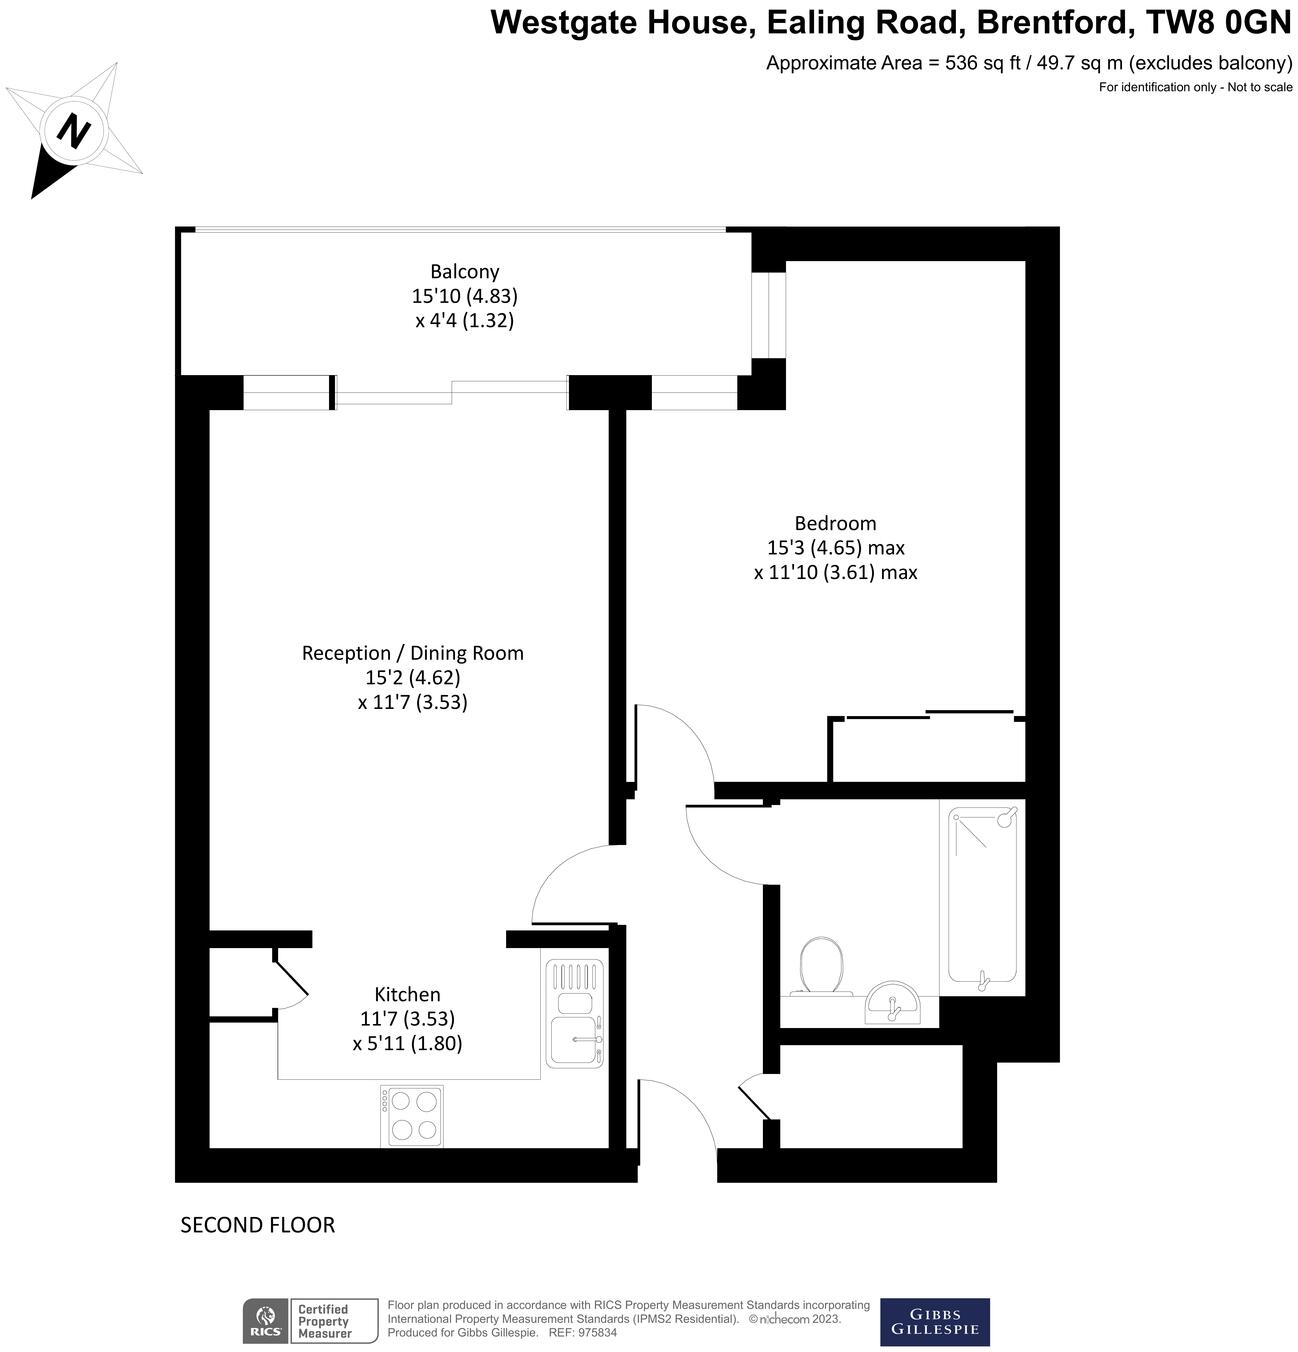 Westgate House, Ealing Road, Brentford, TW8 0GN
Approximate Area = 536 sq ft / 49.7 sq m (excludes balcony)
For identification only - Not to scale
N
Balcony
15'10 (4.83)
x 4'4 (1.32)
Bedroom
15'3 (4.65) max
x 11'10 (3.61) max
Reception / Dining Room
15'2 (4.62)
x 11'7 (3.53)
Kitchen
11'7 (3.53)
x 5'11 (1.80)
SECOND FLOOR
RICS
Certified
Property
Measurer
Floor plan produced in accordance with RICS Property Measurement Standards incorporating
International Property Measurement Standards (IPMS2 Residential). © nichecom 2023.
Produced for Gibbs Gillespie. REF: 975834
GIBBS
GILLESPIE